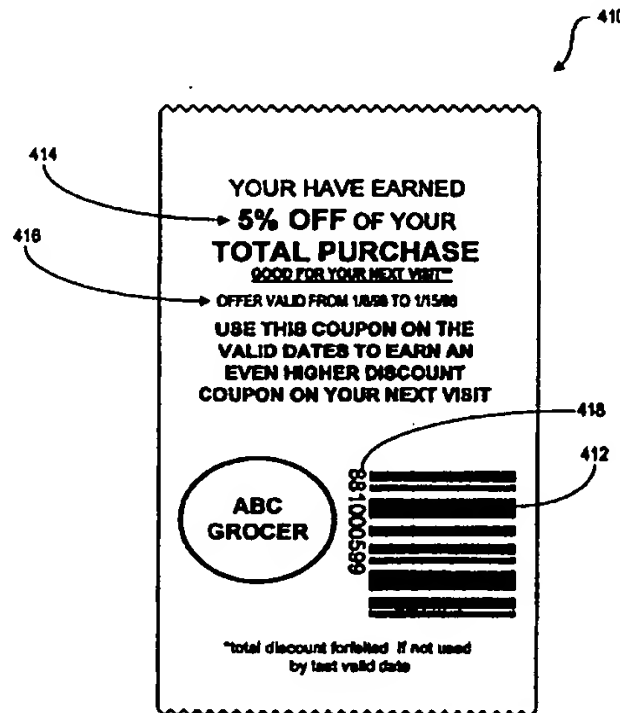 410
414
YOUR HAVE EARNED
5% OFF OF YOUR
416
TOTAL PURCHASE
GOOD FOR YOUR NEXT VISIT**
OFFER VALID FROM 1/8/98 TO 1/15/98
USE THIS COUPON ON THE
VALID DATES TO EARN AN
EVEN HIGHER DISCOUNT
COUPON ON YOUR NEXT VISIT
418
412
ABC
GROCER
881000599
*total discount forfeited if not used
by last valid date